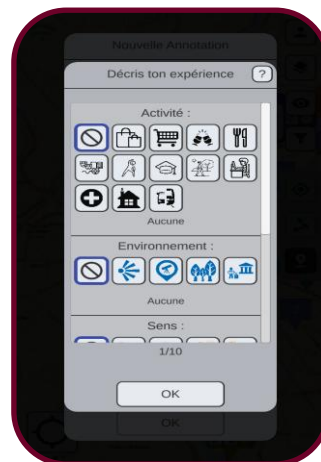 Nouvelle Annotation
Décris ton expérience ?
Activité :
Aucune
Environnement :
Aucune
Sens :
1/10
OK
OK